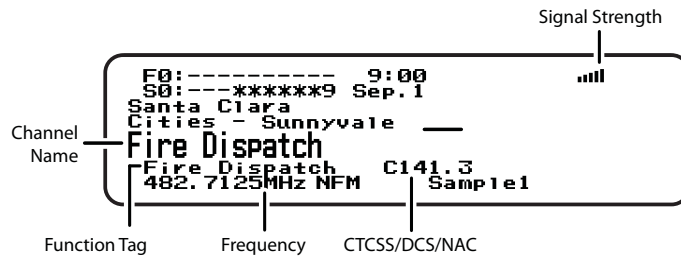 Signal Strength
F0:---------- 9:00
S0:---******9 Sep.1
Santa Clara
Cities - Sunnyvale
Channel
Name
Fire Dispatch
Fire Dispatch C141.3
482.7125MHz NFM Sample1
Function Tag Frequency CTCSS/DCS/NAC